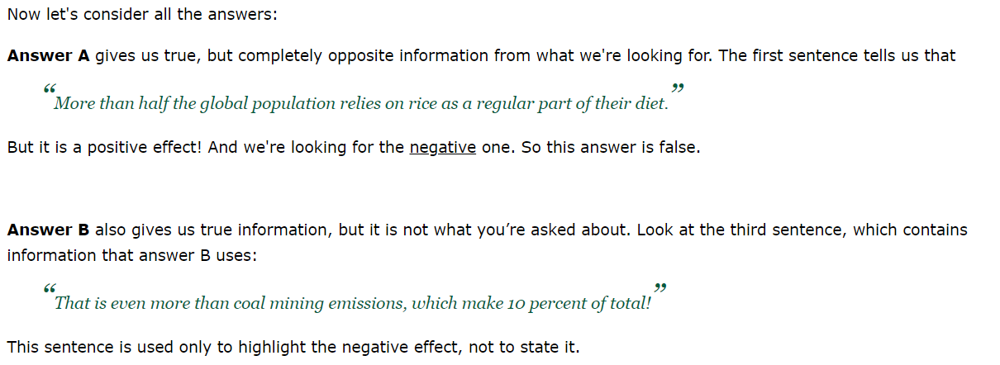 Now let's consider all the answers:
Answer A gives us true, but completely opposite information from what we're looking for. The first sentence tells us that
“More than half the global population relies on rice as a regular part of their diet.”
But it is a positive effect! And we're looking for the negative one. So this answer is false.
Answer B also gives us true information, but it is not what you’re asked about. Look at the third sentence, which contains
information that answer B uses:
“That is even more than coal mining emissions, which make 10 percent of total!”
This sentence is used only to highlight the negative effect, not to state it.